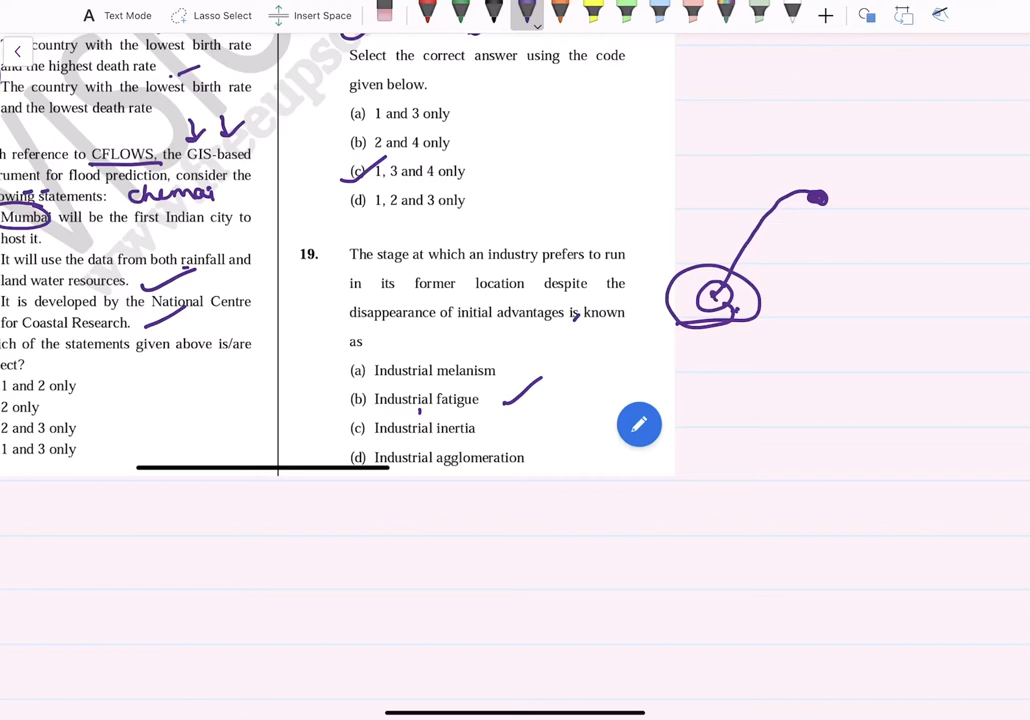 A Text Mode Lasso Select Insert Space
country with the lowest birth rate
and the highest death rate
The country with the lowest birth rate
and the lowest death rate
h reference to CFLOWS, the GIS-based
rument for flood prediction, consider the
owing statements:
chennai
Mumbai will be the first Indian city to
host it.
It will use the data from both rainfall and
land water resources.
It is developed by the National Centre
for Coastal Research.
ich of the statements given above is/are
ect?
1 and 2 only
2 only
2 and 3 only
1 and 3 only
Select the correct answer using the code
given below.
(a) 1 and 3 only
(b) 2 and 4 only
(c) 1, 3 and 4 only
(d) 1, 2 and 3 only
19. The stage at which an industry prefers to run
in its former location despite the
disappearance of initial advantages is known
as
(a) Industrial melanism
(b) Industrial fatigue
(c) Industrial inertia
(d) Industrial agglomeration